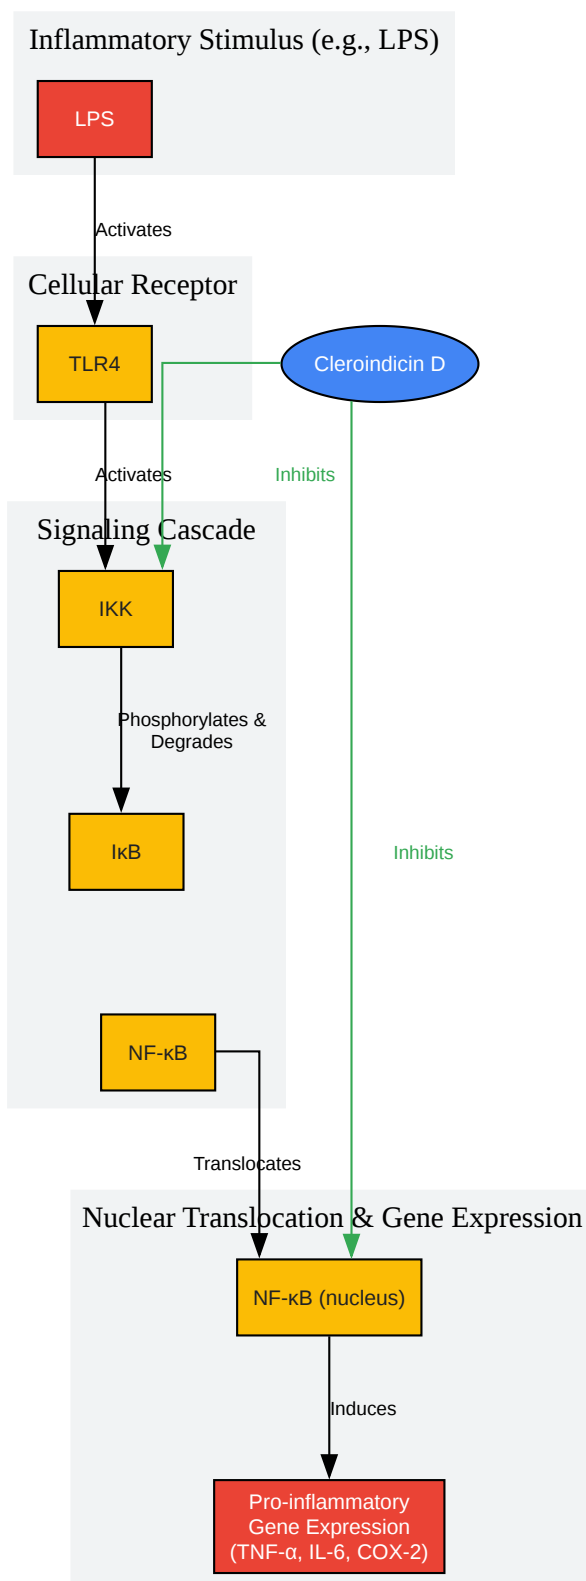 Inflammatory Stimulus (e.g., LPS)
LPS
Activates
Cellular Receptor
TLR4
Cleroindicin D
Activates
Inhibits
Signaling Cascade
IKK
Phosphorylates &
Degrades
IκB
Inhibits
NF-κB
Translocates
Nuclear Translocation & Gene Expression
NF-κB (nucleus)
Induces
Pro-inflammatory
Gene Expression
(TNF-α, IL-6, COX-2)